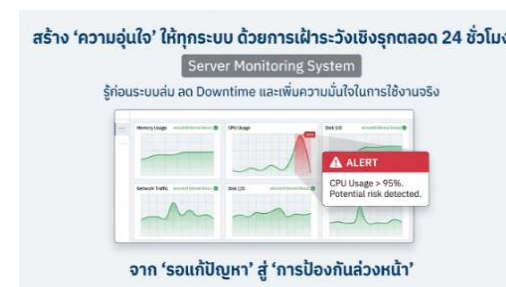 สร้าง ‘ความอุ่นใจ’ ให้ทุกระบบ ด้วยการเฝ้าระวังเชิงรุกตลอด 24 ชั่วโมง
Server Monitoring System
รู้ก่อนระบบล่ม ลด Downtime และเพิ่มความมั่นใจในการใช้งานจริง
Memory Usage
CPU Usage
Disk I/O
ALERT
CPU Usage > 95%.
Potential risk detected.
Network Traffic
Disk I/O
จาก ‘รอแก้ปัญหา’ สู่ ‘การป้องกันล่วงหน้า’